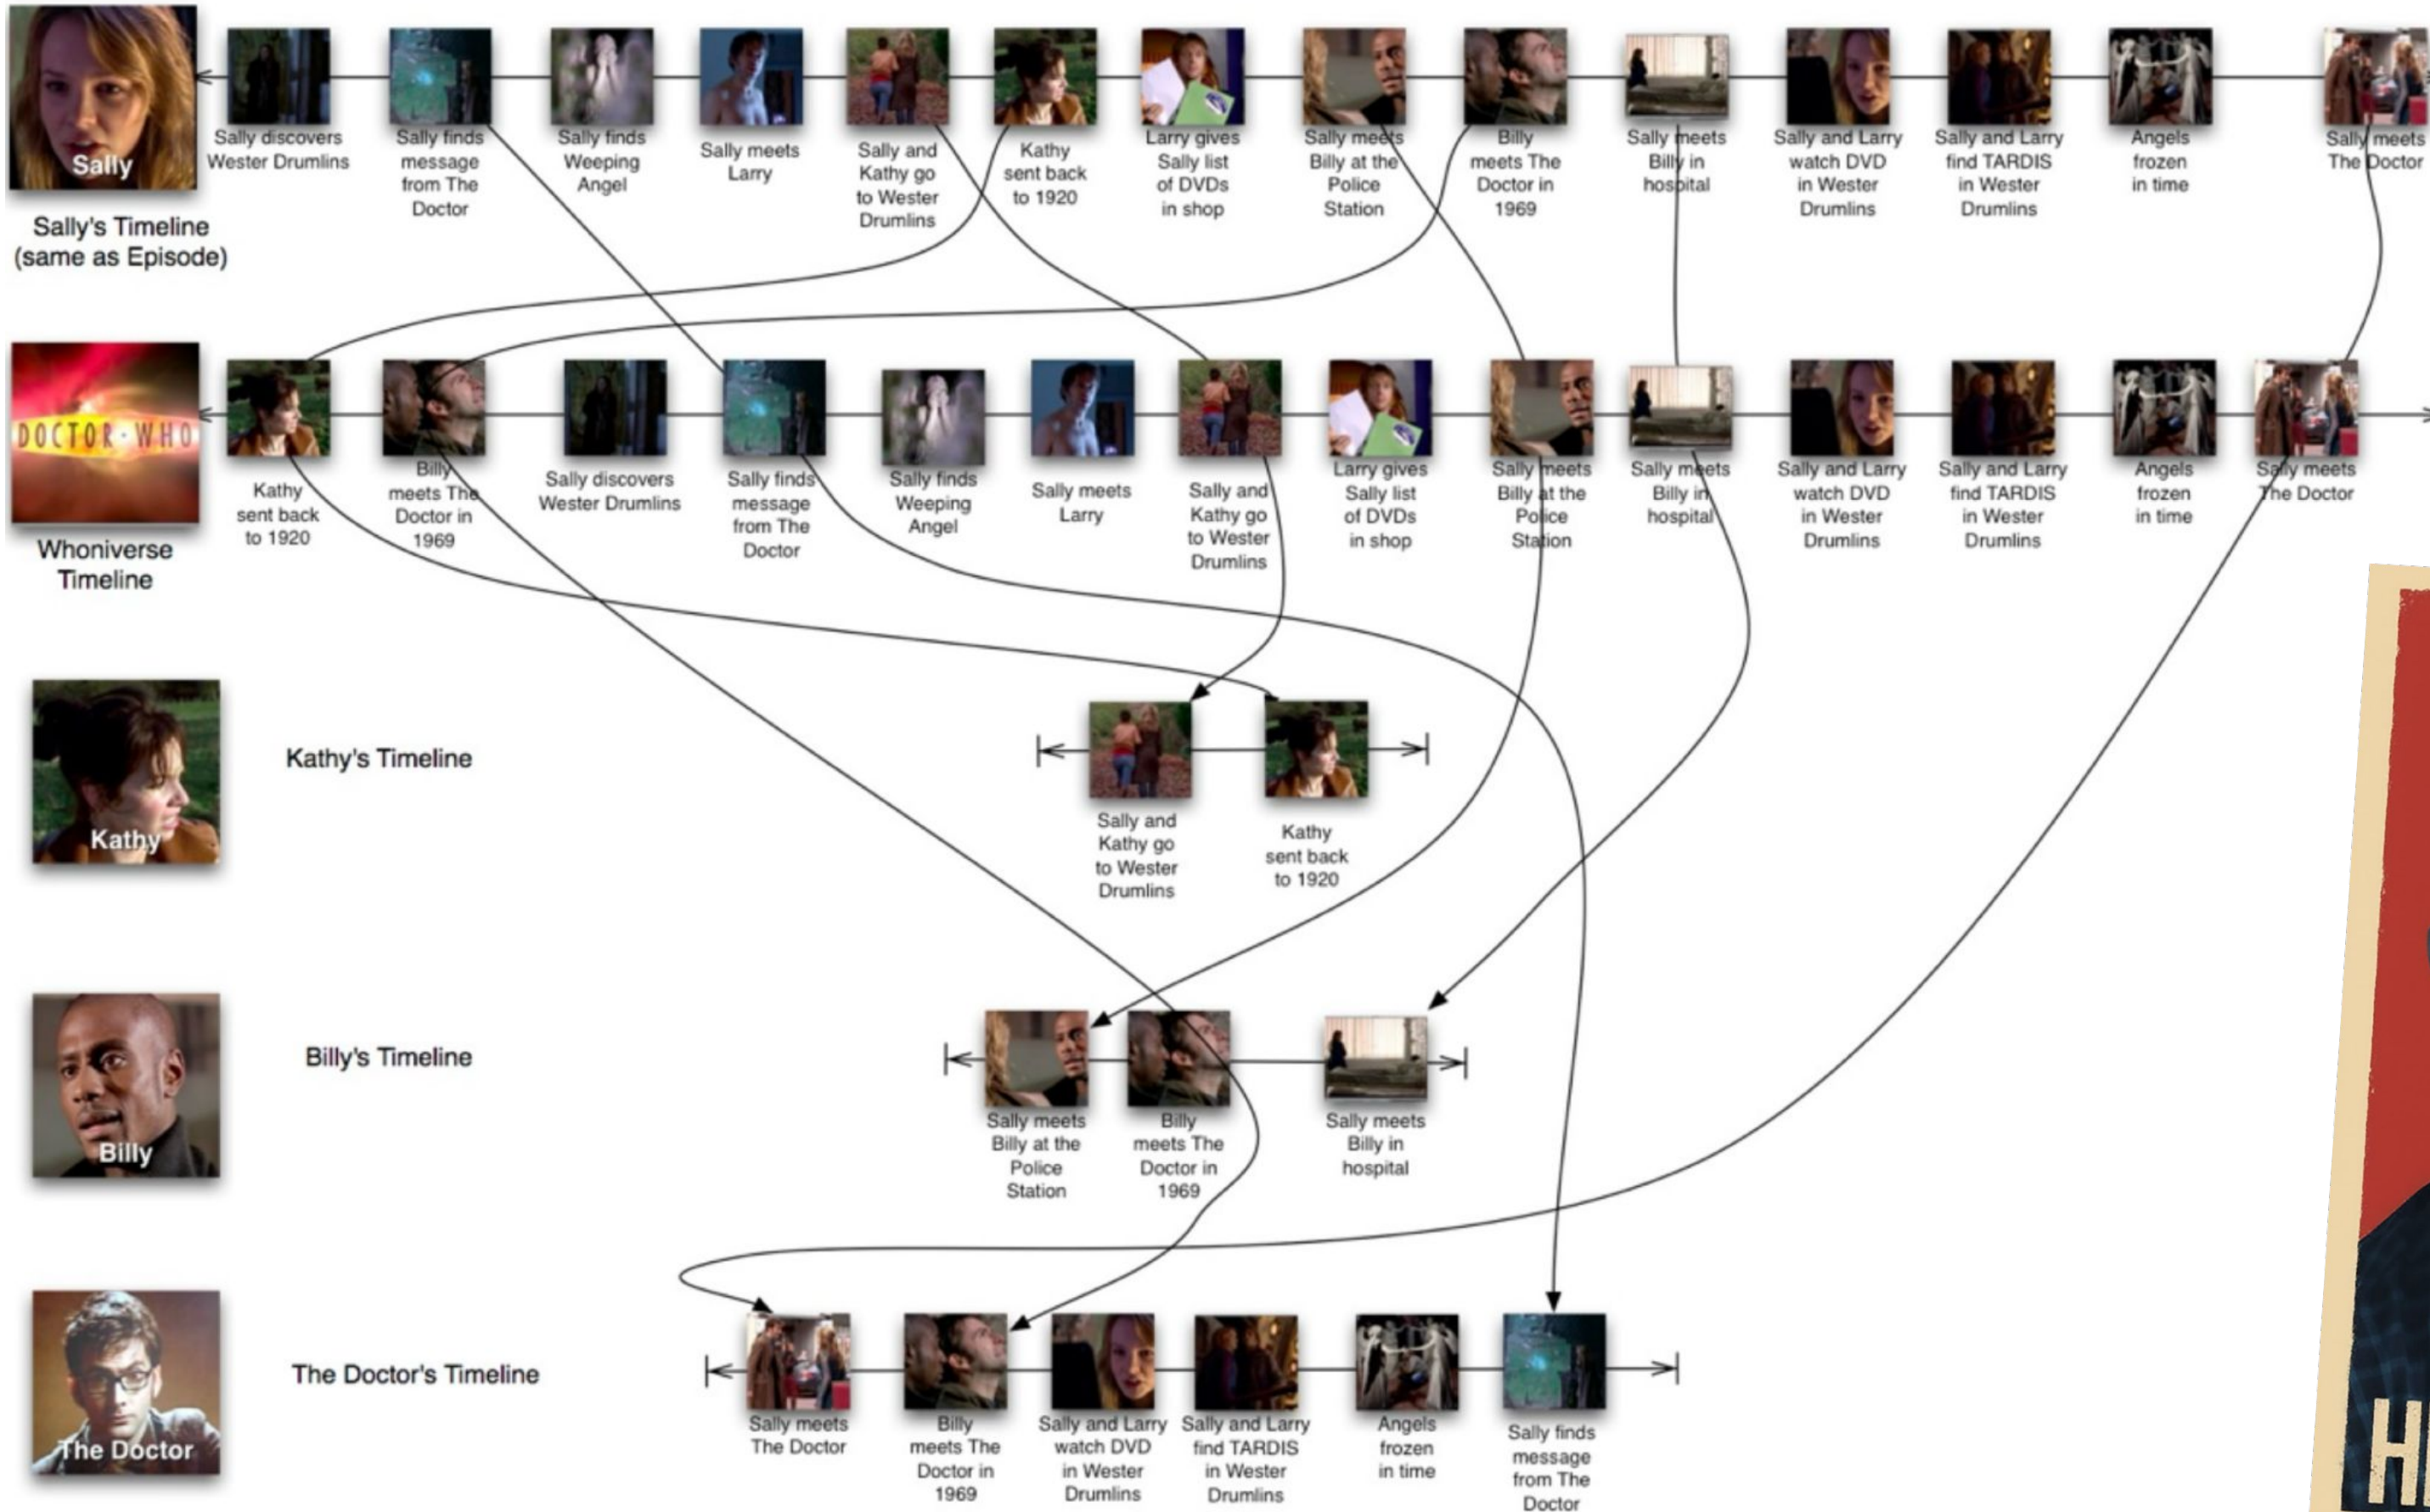 Sally
Sally's Timeline
(same as Episode)
Sally discovers
Wester Drumlins
Sally finds
message
from The
Doctor
Sally finds
Weeping
Angel
Sally meets
Larry
Sally and
Kathy go
to Wester
Drumlins
Kathy
sent back
to 1920
Larry gives
Sally list
of DVDs
in shop
Sally meets
Billy at the
Police
Station
Billy
meets The
Doctor in
1969
Sally meets
Billy in
hospital
Sally and Larry
watch DVD
in Wester
Drumlins
Sally and Larry
find TARDIS
in Wester
Drumlins
Angels
frozen
in time
Sally meets
The Doctor
DOCTOR WHO
Whoniverse
Timeline
Kathy
sent back
to 1920
Billy
meets The
Doctor in
1969
Sally discovers
Wester Drumlins
Sally finds
message
from The
Doctor
Sally finds
Weeping
Angel
Sally meets
Larry
Sally and
Kathy go
to Wester
Drumlins
Larry gives
Sally list
of DVDs
in shop
Sally meets
Billy at the
Police
Station
Sally meets
Billy in
hospital
Sally and Larry
watch DVD
in Wester
Drumlins
Sally and Larry
find TARDIS
in Wester
Drumlins
Angels
frozen
in time
Sally meets
The Doctor
Kathy
Kathy's Timeline
Sally and
Kathy go
to Wester
Drumlins
Kathy
sent back
to 1920
Billy
Billy's Timeline
Sally meets
Billy at the
Police
Station
Billy
meets The
Doctor in
1969
Sally meets
Billy in
hospital
The Doctor
The Doctor's Timeline
Sally meets
The Doctor
Billy
meets The
Doctor in
1969
Sally and Larry
watch DVD
in Wester
Drumlins
Sally and Larry
find TARDIS
in Wester
Drumlins
Angels
frozen
in time
Sally finds
message
from The
Doctor